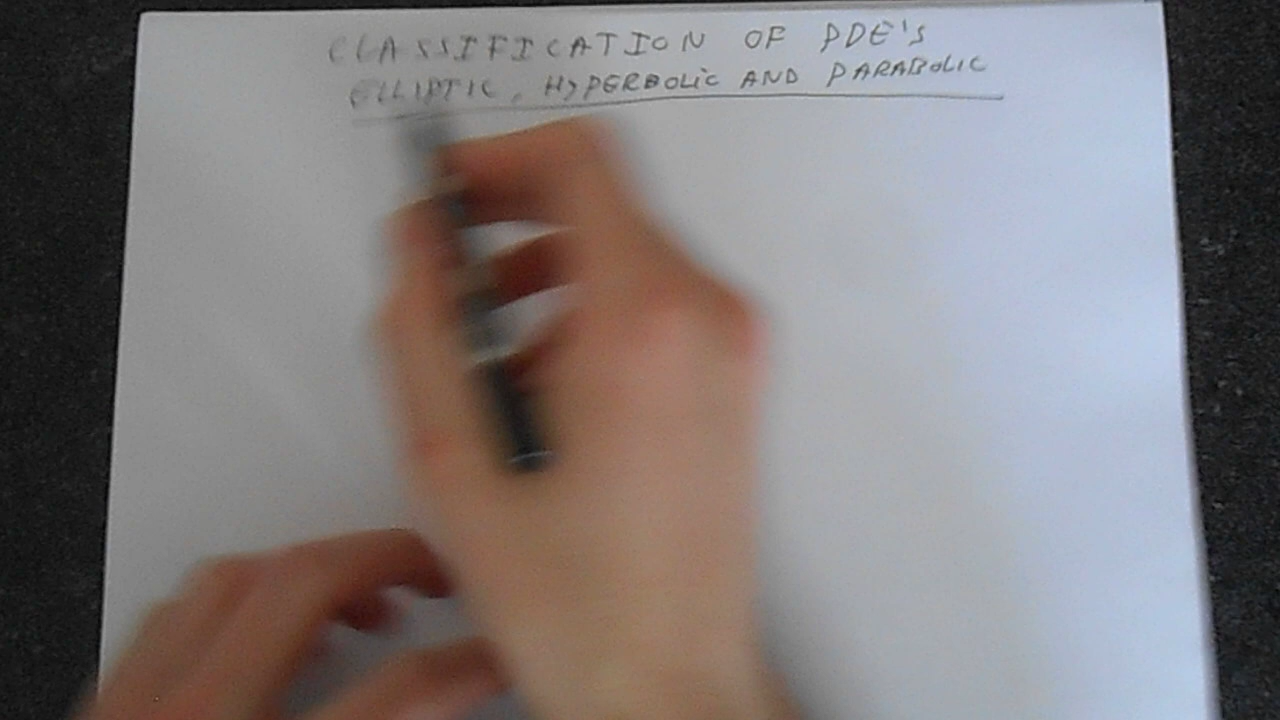 CLASSIFICATION OF PDE'S
ELLIPTIC, HYPERBOLIC AND PARABOLIC